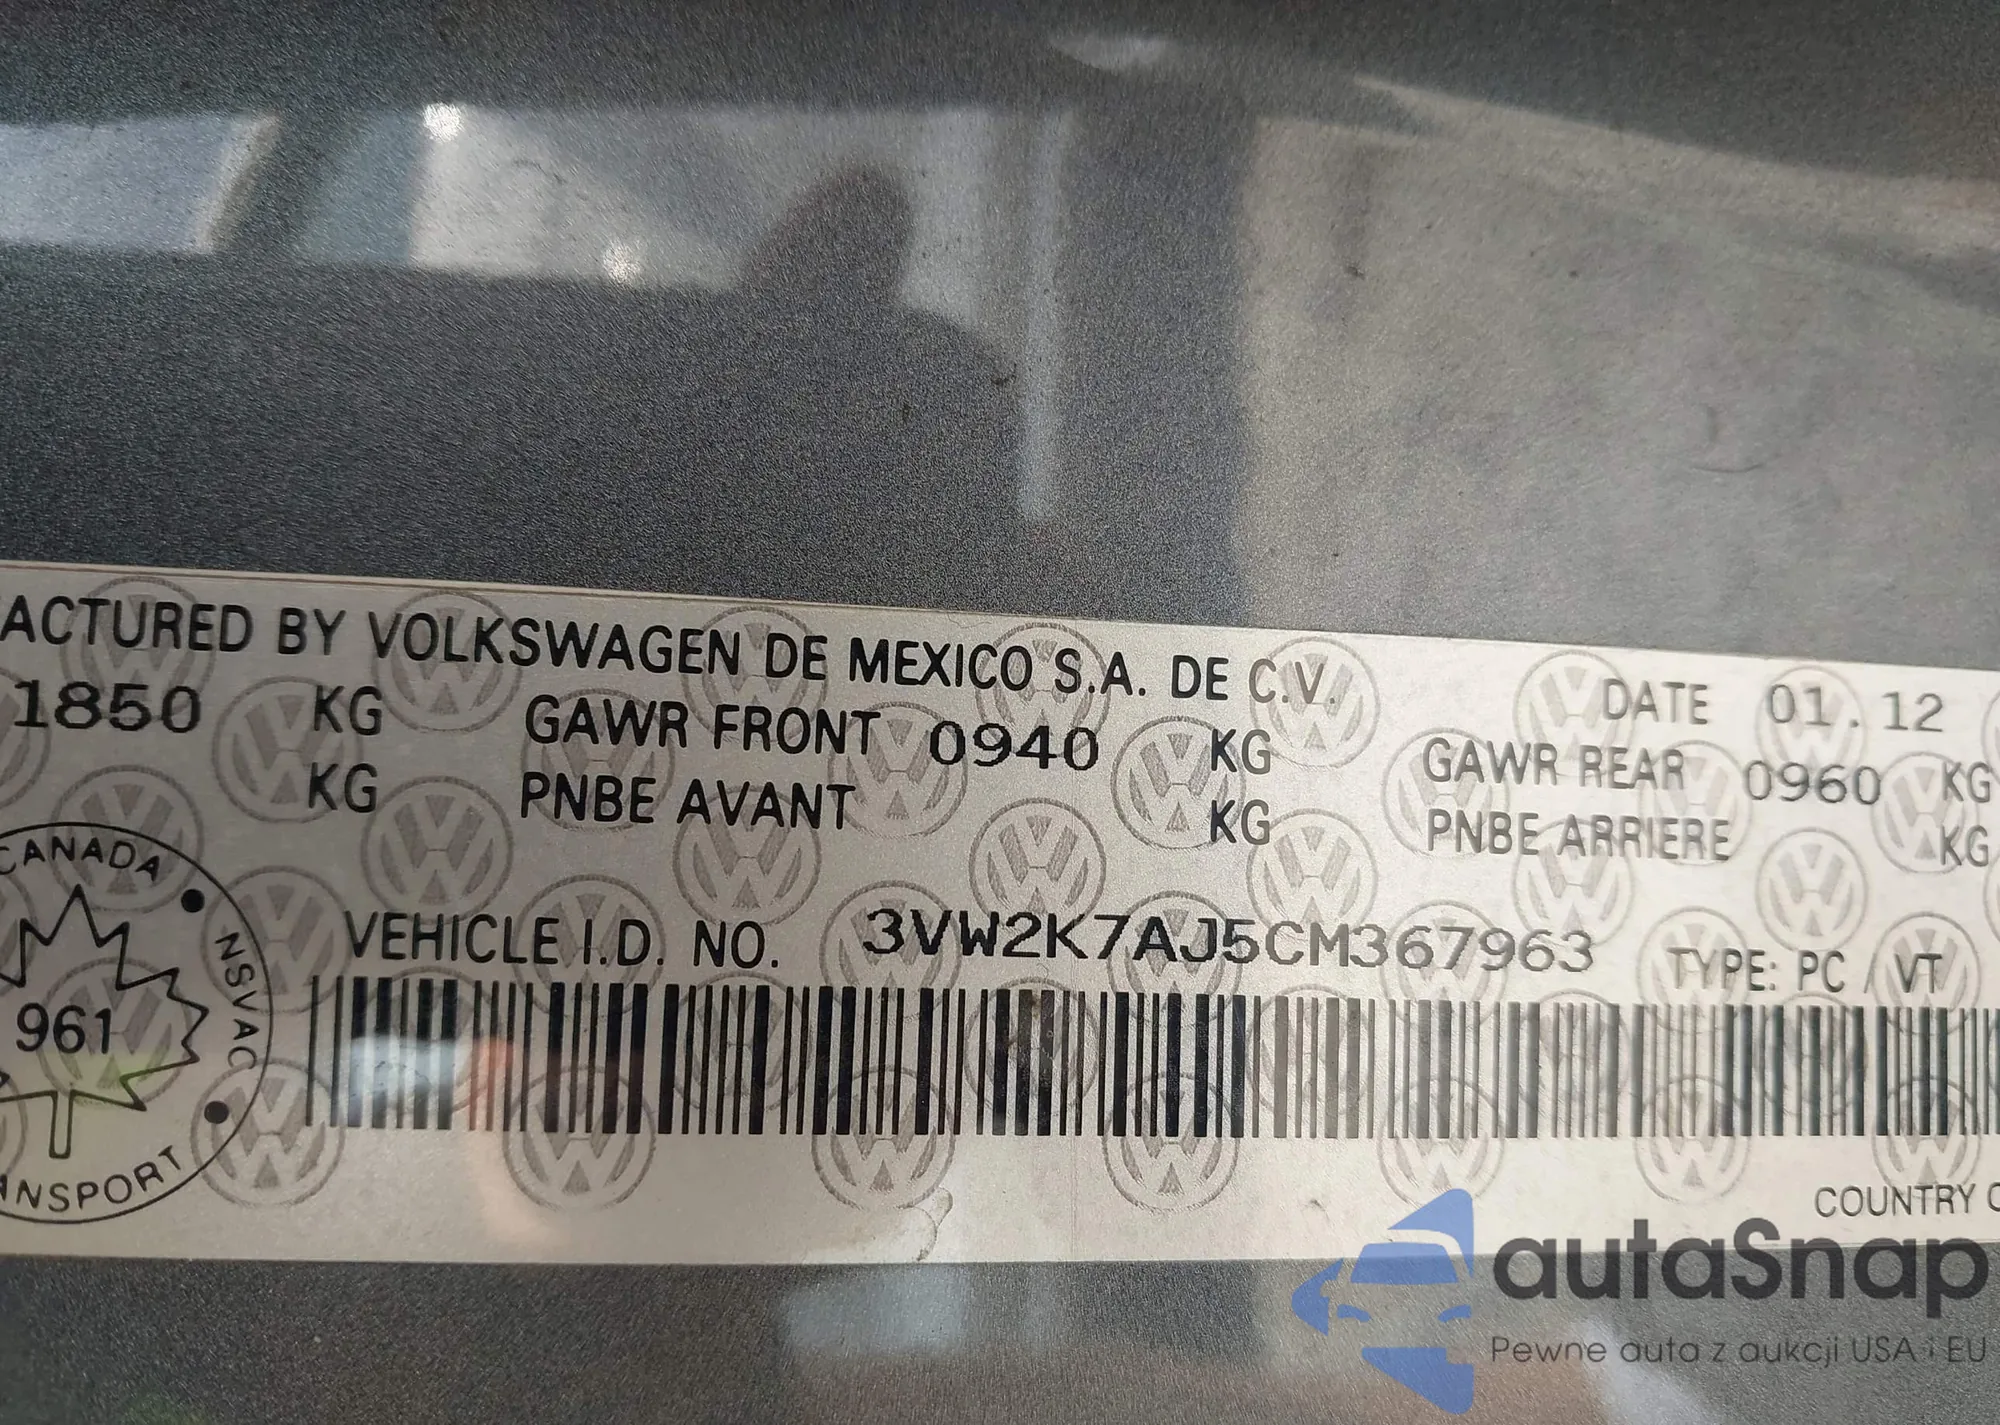 ACTURED BY VOLKSWAGEN DE MEXICO S.A. DE C.V.
DATE 01.12
1850 KG GAWR FRONT 0940 KG GAWR REAR 0960 KG
KG PNBE AVANT KG PNBE ARRIERE KG
CANADA
NSVAC
961
TRANSPORT
VEHICLE I.D. NO. 3VW2K7AJ5CM367963 TYPE: PC / VT
COUNTRY
autaSnap
Pewne auta z aukcji USA i EU